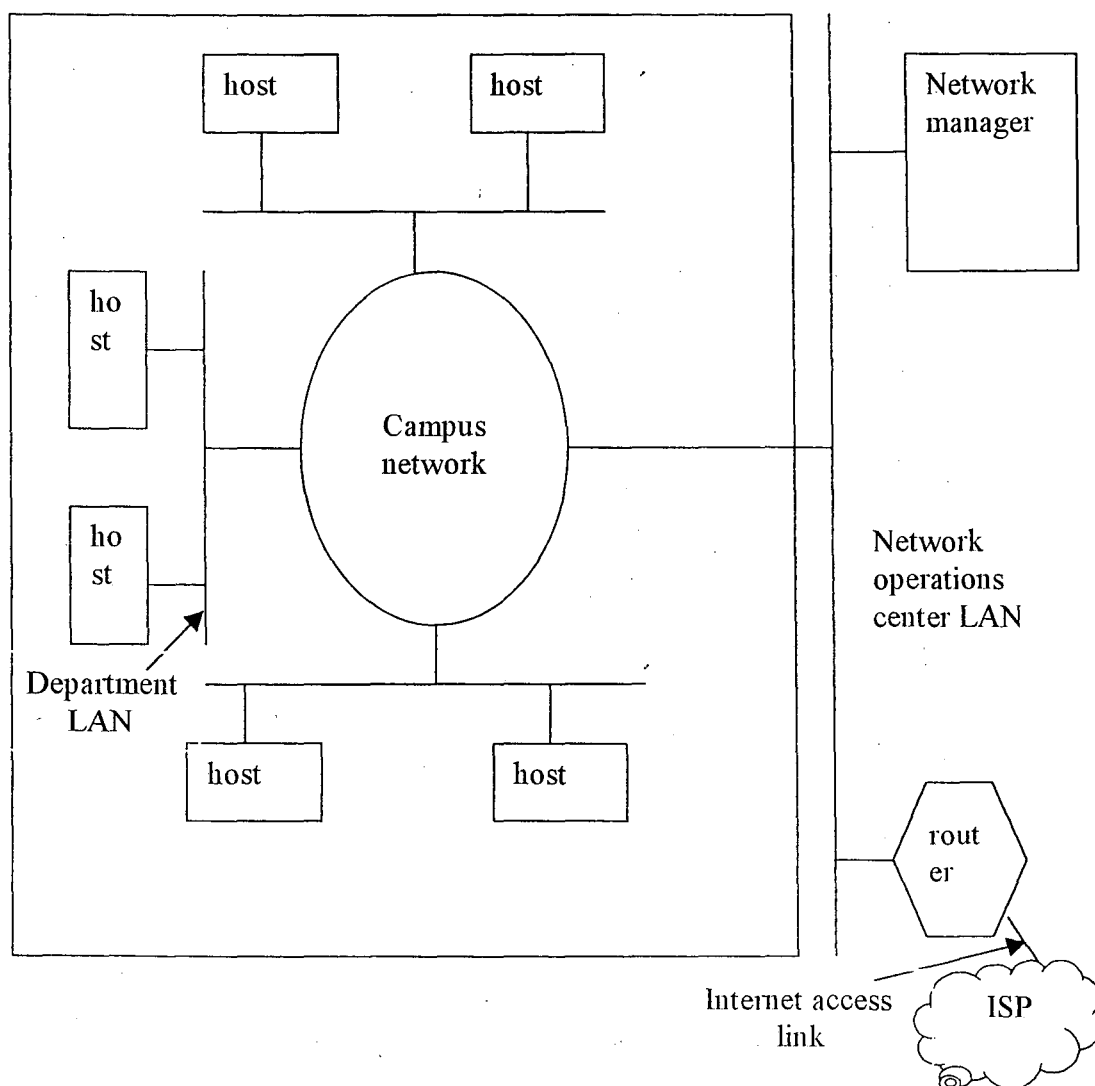 host
host
Network
manager
ho
st
Campus
network
ho
st
Network
operations
center LAN
Department
LAN
host
host
rout
er
Internet access
link
ISP